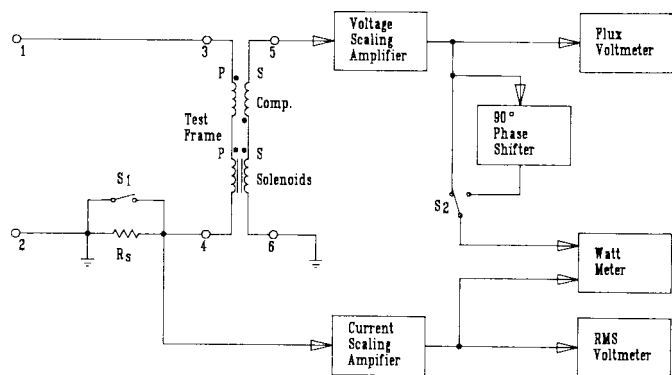 1
3
5
P
S
Comp.
Test
Frame
P
S
Solenoids
S1
2
Rs
4
6
Voltage
Scaling
Amplifier
Flux
Voltmeter
90°
Phase
Shifter
S2
Watt
Meter
Current
Scaling
Ampifier
RMS
Voltmeter